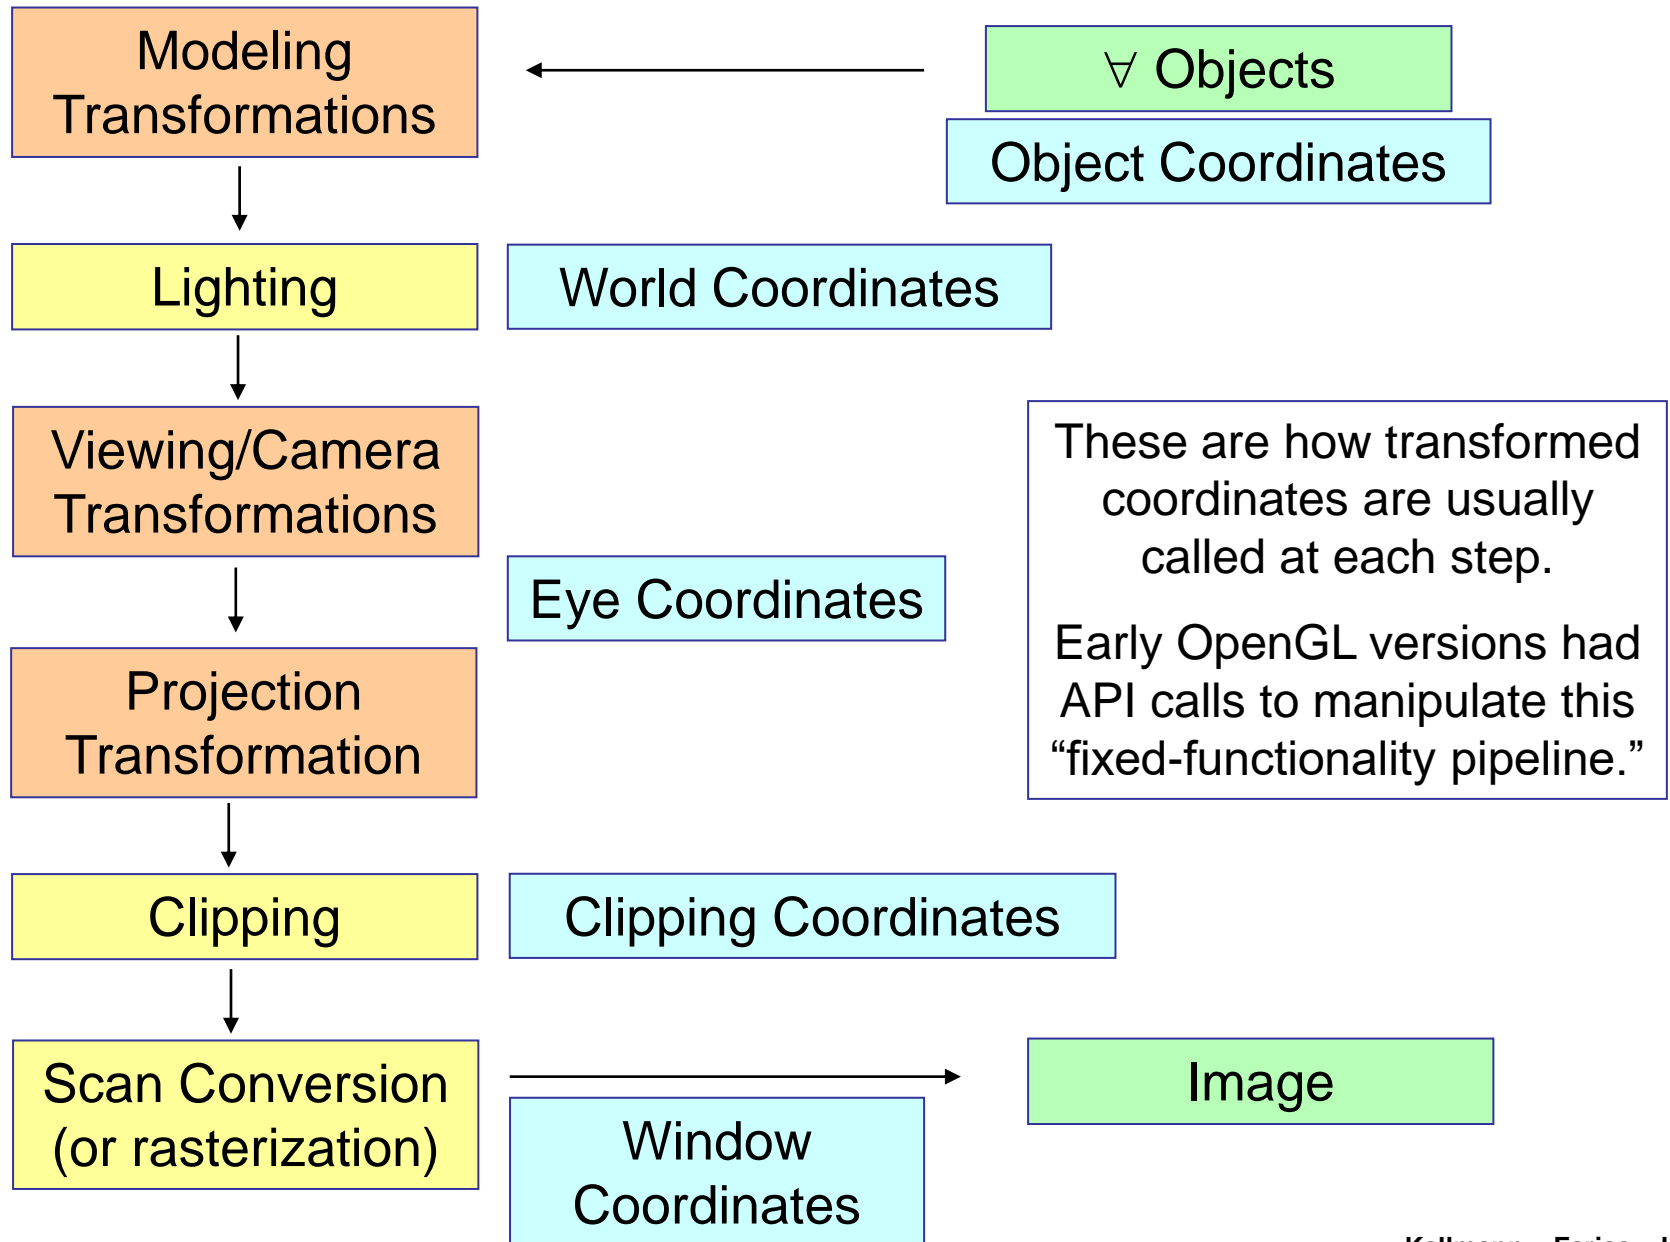 Modeling
Transformations
∀ Objects
Object Coordinates
Lighting
World Coordinates
Viewing/Camera
Transformations
Eye Coordinates
These are how transformed
coordinates are usually
called at each step.
Early OpenGL versions had
API calls to manipulate this
“fixed-functionality pipeline.”
Projection
Transformation
Clipping
Clipping Coordinates
Scan Conversion
(or rasterization)
Window
Coordinates
Image